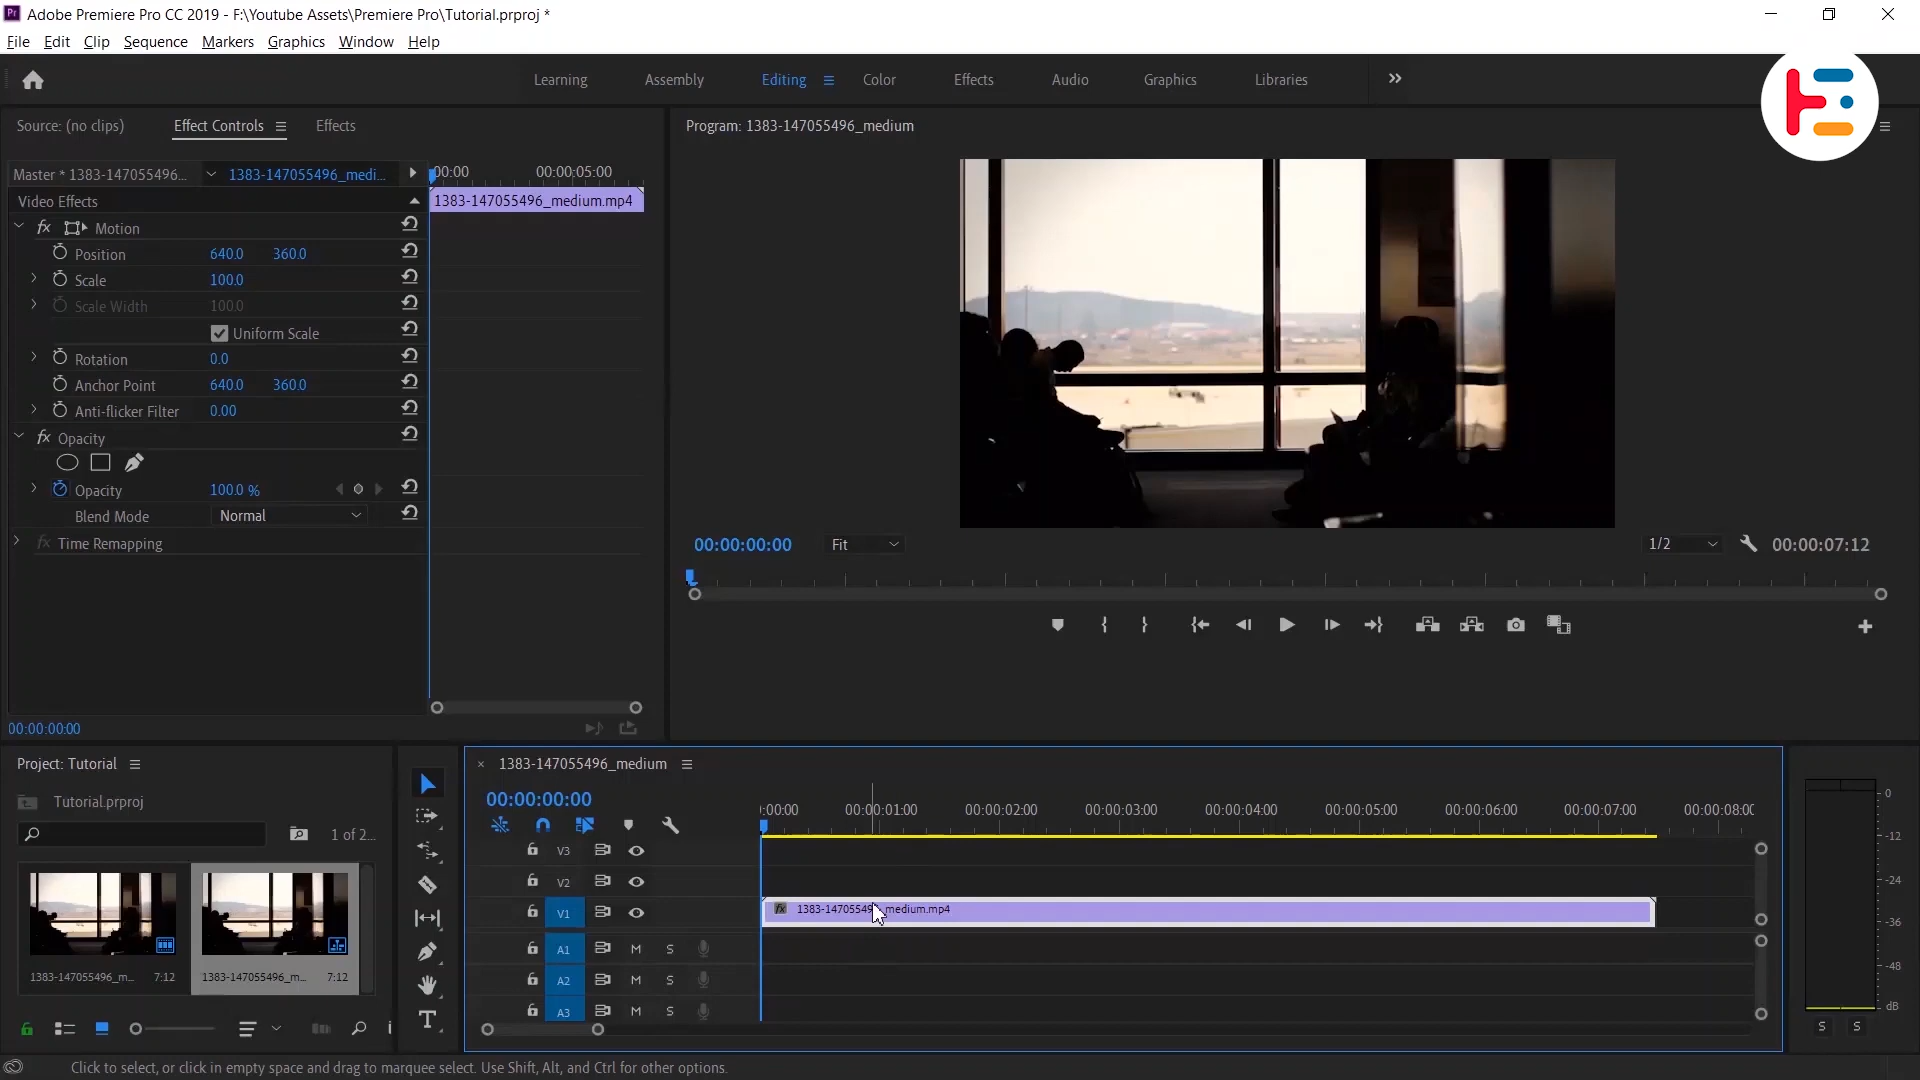 Adobe Premiere Pro CC 2019 - F:\Youtube Assets\Premiere Pro\Tutorial.prproj *
File Edit Clip Sequence Markers Graphics Window Help
Learning Assembly Editing Color Effects Audio Graphics Libraries
Source: (no clips) Effect Controls Effects
Program: 1383-147055496_medium
Master * 1383-147055496... 1383-147055496_medi...
:00:00 00:00:05:00
Video Effects
1383-147055496_medium.mp4
fx Motion
Position 640.0 360.0
Scale 100.0
Scale Width 100.0
Uniform Scale
Rotation 0.0
Anchor Point 640.0 360.0
Anti-flicker Filter 0.00
fx Opacity
Opacity 100.0 %
Blend Mode Normal
fx Time Remapping
00:00:00:00 Fit 1/2 00:00:07:12
00:00:00:00
Project: Tutorial
Tutorial.prproj
1 of 2...
1383-147055496_m... 7:12
1383-147055496_m... 7:12
T
1383-147055496_medium
00:00:00:00
:00:00 00:00:01:00 00:00:02:00 00:00:03:00 00:00:04:00 00:00:05:00 00:00:06:00 00:00:07:00 00:00:08:00
V3
V2
V1
fx 1383-14705549 _medium.mp4
A1 M S
A2 M S
A3 M S
0
-12
-24
-36
-48
dB
S S
Click to select, or click in empty space and drag to marquee select. Use Shift, Alt, and Ctrl for other options.